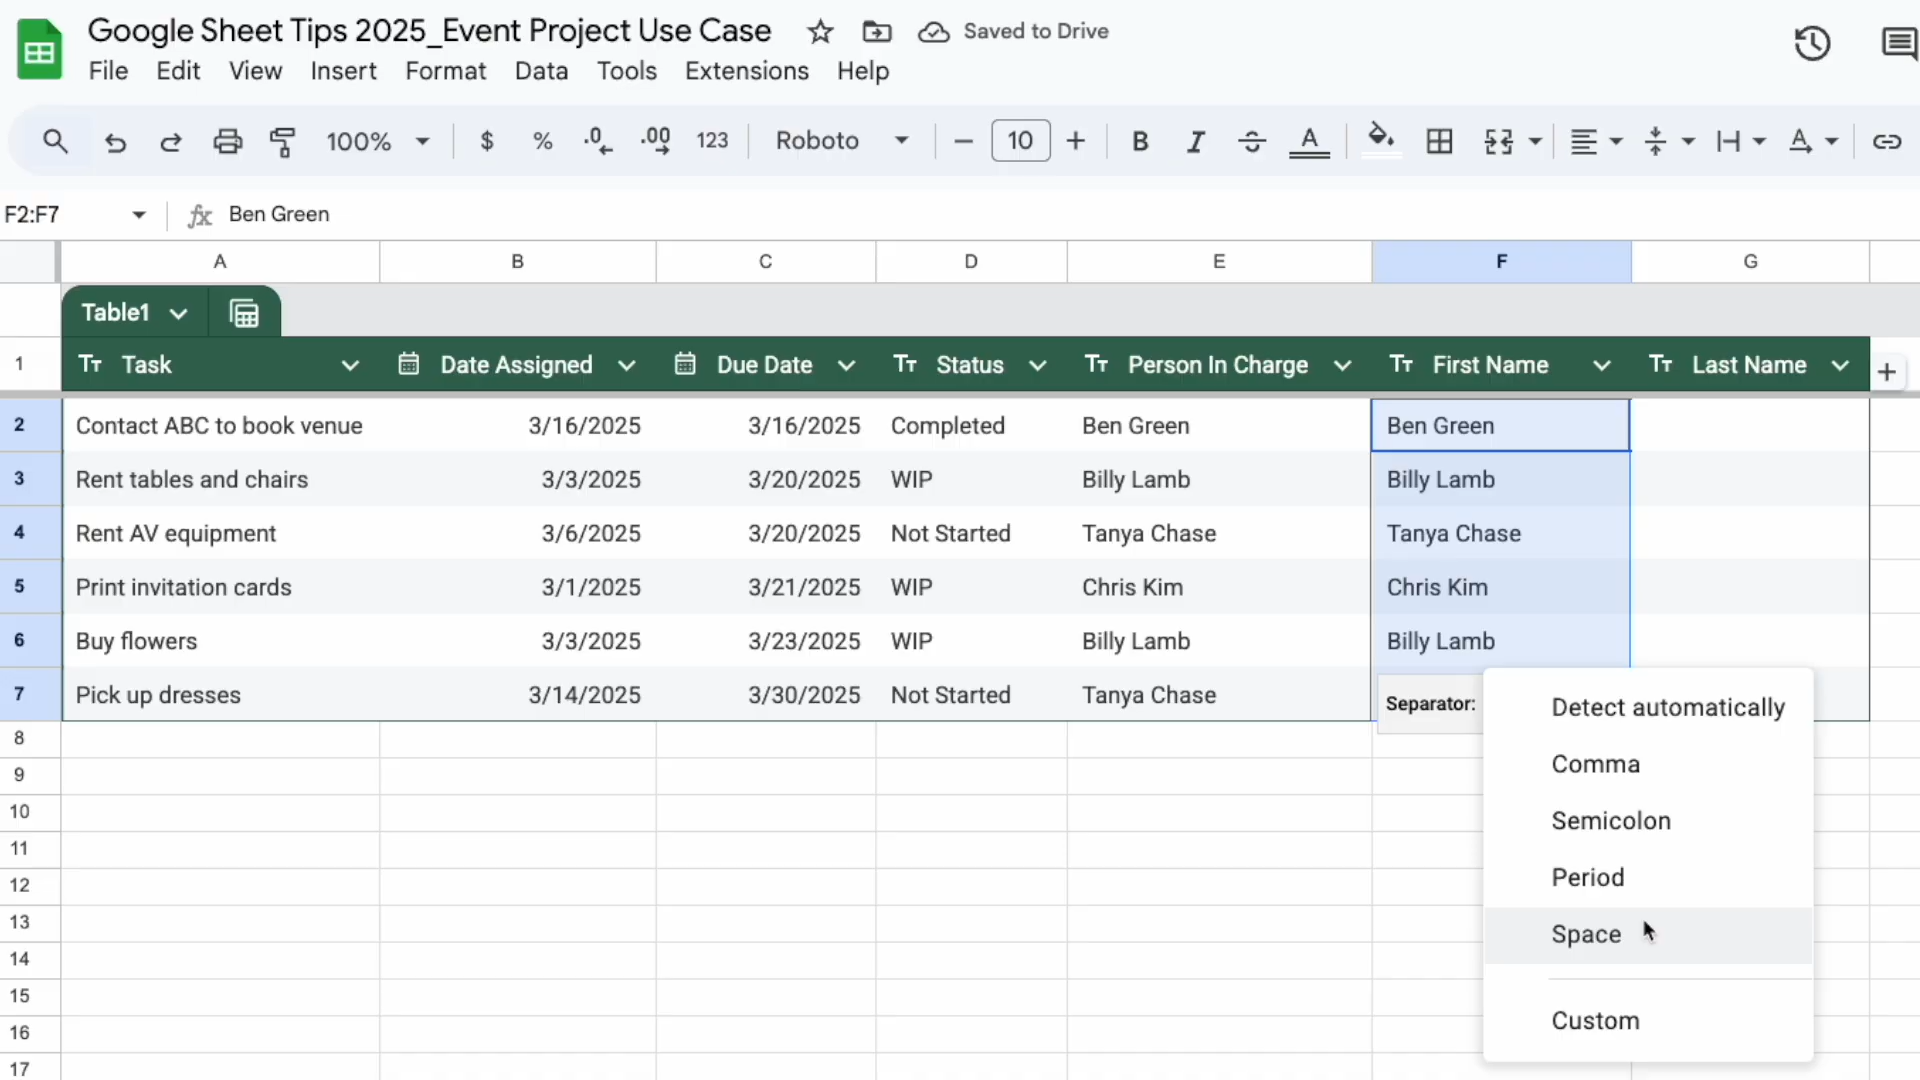 Google Sheet Tips 2025_Event Project Use Case Saved to Drive
File Edit View Insert Format Data Tools Extensions Help
100% $ % .0 .00 123 Roboto 10 B I S A A
F2:F7 fx Ben Green
A B C D E F G
Table1
1 Task Date Assigned Due Date Status Person In Charge First Name Last Name +
2 Contact ABC to book venue 3/16/2025 3/16/2025 Completed Ben Green Ben Green
3 Rent tables and chairs 3/3/2025 3/20/2025 WIP Billy Lamb Billy Lamb
4 Rent AV equipment 3/6/2025 3/20/2025 Not Started Tanya Chase Tanya Chase
5 Print invitation cards 3/1/2025 3/21/2025 WIP Chris Kim Chris Kim
6 Buy flowers 3/3/2025 3/23/2025 WIP Billy Lamb Billy Lamb
7 Pick up dresses 3/14/2025 3/30/2025 Not Started Tanya Chase
Separator:
Detect automatically
Comma
Semicolon
Period
Space
Custom
8
9
10
11
12
13
14
15
16
17